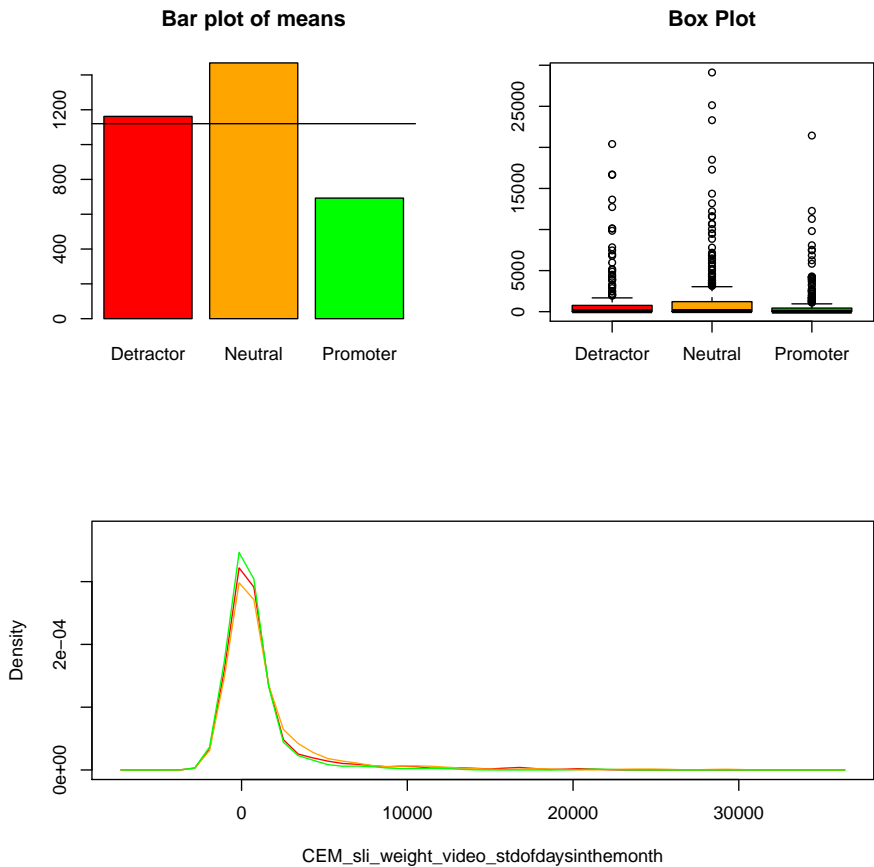 Bar plot of means
1200
800
400
0
Detractor Neutral Promoter
Box Plot
25000
15000
5000
0
Detractor Neutral Promoter
Density
2e−04
0e+00
0 10000 20000 30000
CEM_sli_weight_video_stdofdaysinthemonth